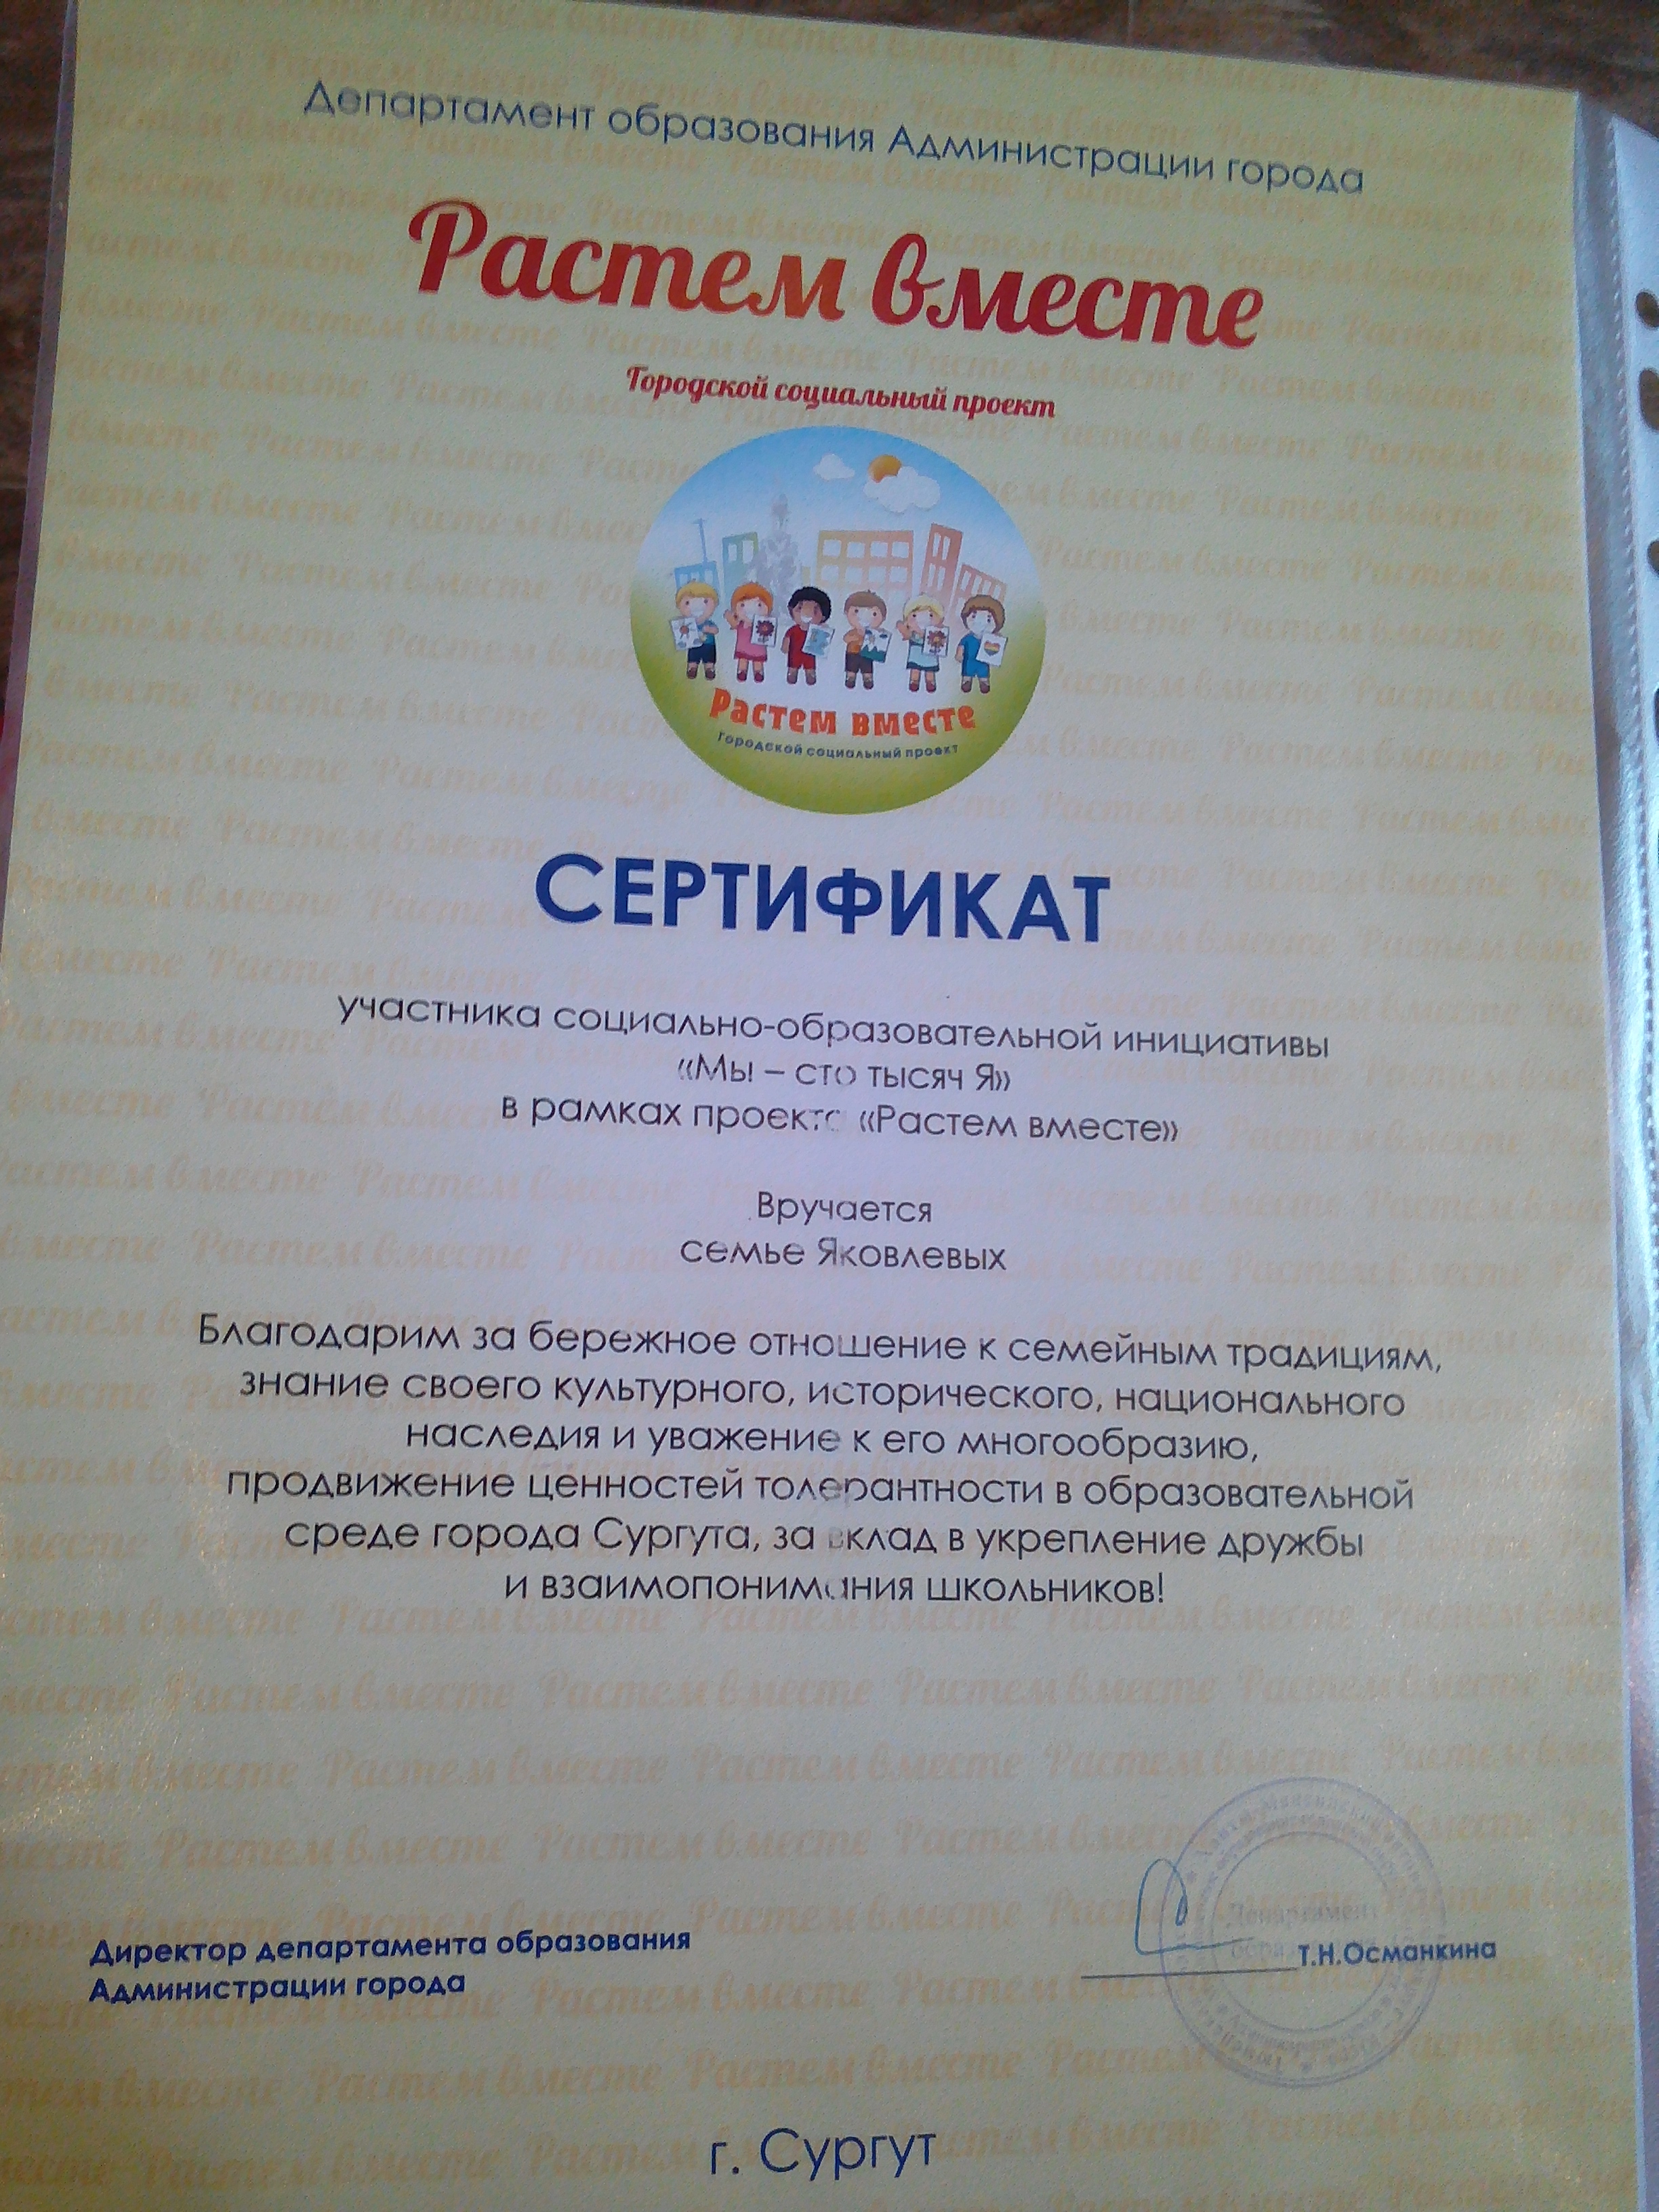 Департамент образования Администрации города
Растем вместе
Городской социальный проект
Растем вместе
Городской социальный проект
СЕРТИФИКАТ
участника социально-образовательной инициативы
«Мы – сто тысяч Я»
в рамках проекта «Растем вместе»
Вручается
семье Яковлевых
Благодарим за бережное отношение к семейным традициям,
знание своего культурного, исторического, национального
наследия и уважение к его многообразию,
продвижение ценностей толерантности в образовательной
среде города Сургута, за вклад в укрепление дружбы
и взаимопонимания школьников!
Директор департамента образования
Администрации города
Т.Н.Османкина
г. Сургут